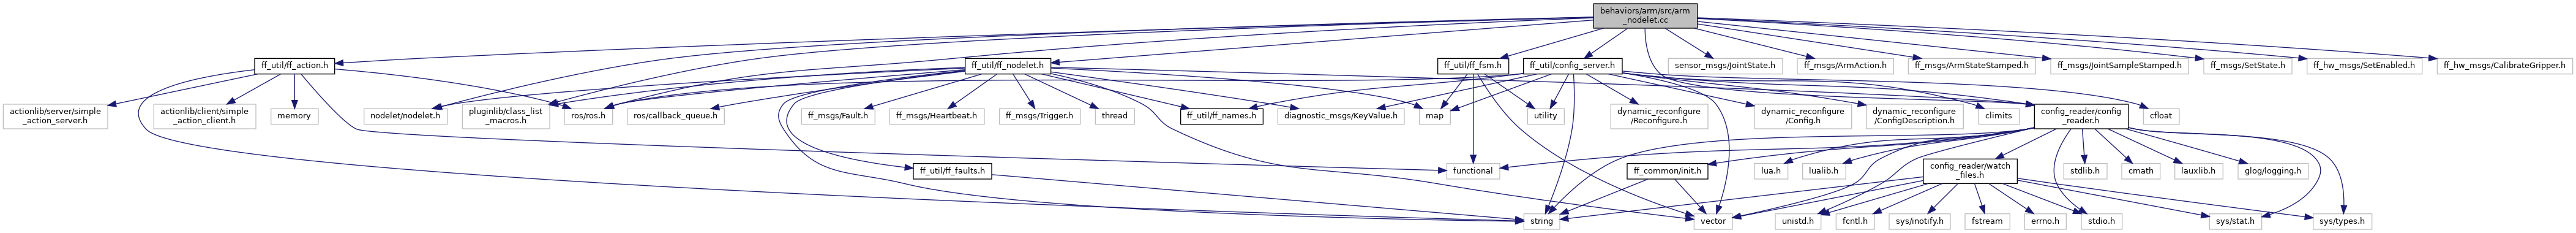 behaviors/arm/src/arm
_nodelet.cc
ff_util/ff_action.h
ff_util/ff_nodelet.h
ff_util/ff_fsm.h
ff_util/config_server.h
sensor_msgs/JointState.h
ff_msgs/ArmAction.h
ff_msgs/ArmStateStamped.h
ff_msgs/JointSampleStamped.h
ff_msgs/SetState.h
ff_hw_msgs/SetEnabled.h
ff_hw_msgs/CalibrateGripper.h
actionlib/server/simple
_action_server.h
actionlib/client/simple
_action_client.h
memory
nodelet/nodelet.h
pluginlib/class_list
_macros.h
ros/ros.h
ros/callback_queue.h
ff_msgs/Fault.h
ff_msgs/Heartbeat.h
ff_msgs/Trigger.h
thread
ff_util/ff_names.h
diagnostic_msgs/KeyValue.h
map
utility
dynamic_reconfigure
/Reconfigure.h
dynamic_reconfigure
/Config.h
dynamic_reconfigure
/ConfigDescription.h
climits
config_reader/config
_reader.h
cfloat
ff_util/ff_faults.h
functional
ff_common/init.h
lua.h
lualib.h
config_reader/watch
_files.h
stdlib.h
cmath
lauxlib.h
glog/logging.h
string
vector
unistd.h
fcntl.h
sys/inotify.h
fstream
errno.h
stdio.h
sys/stat.h
sys/types.h